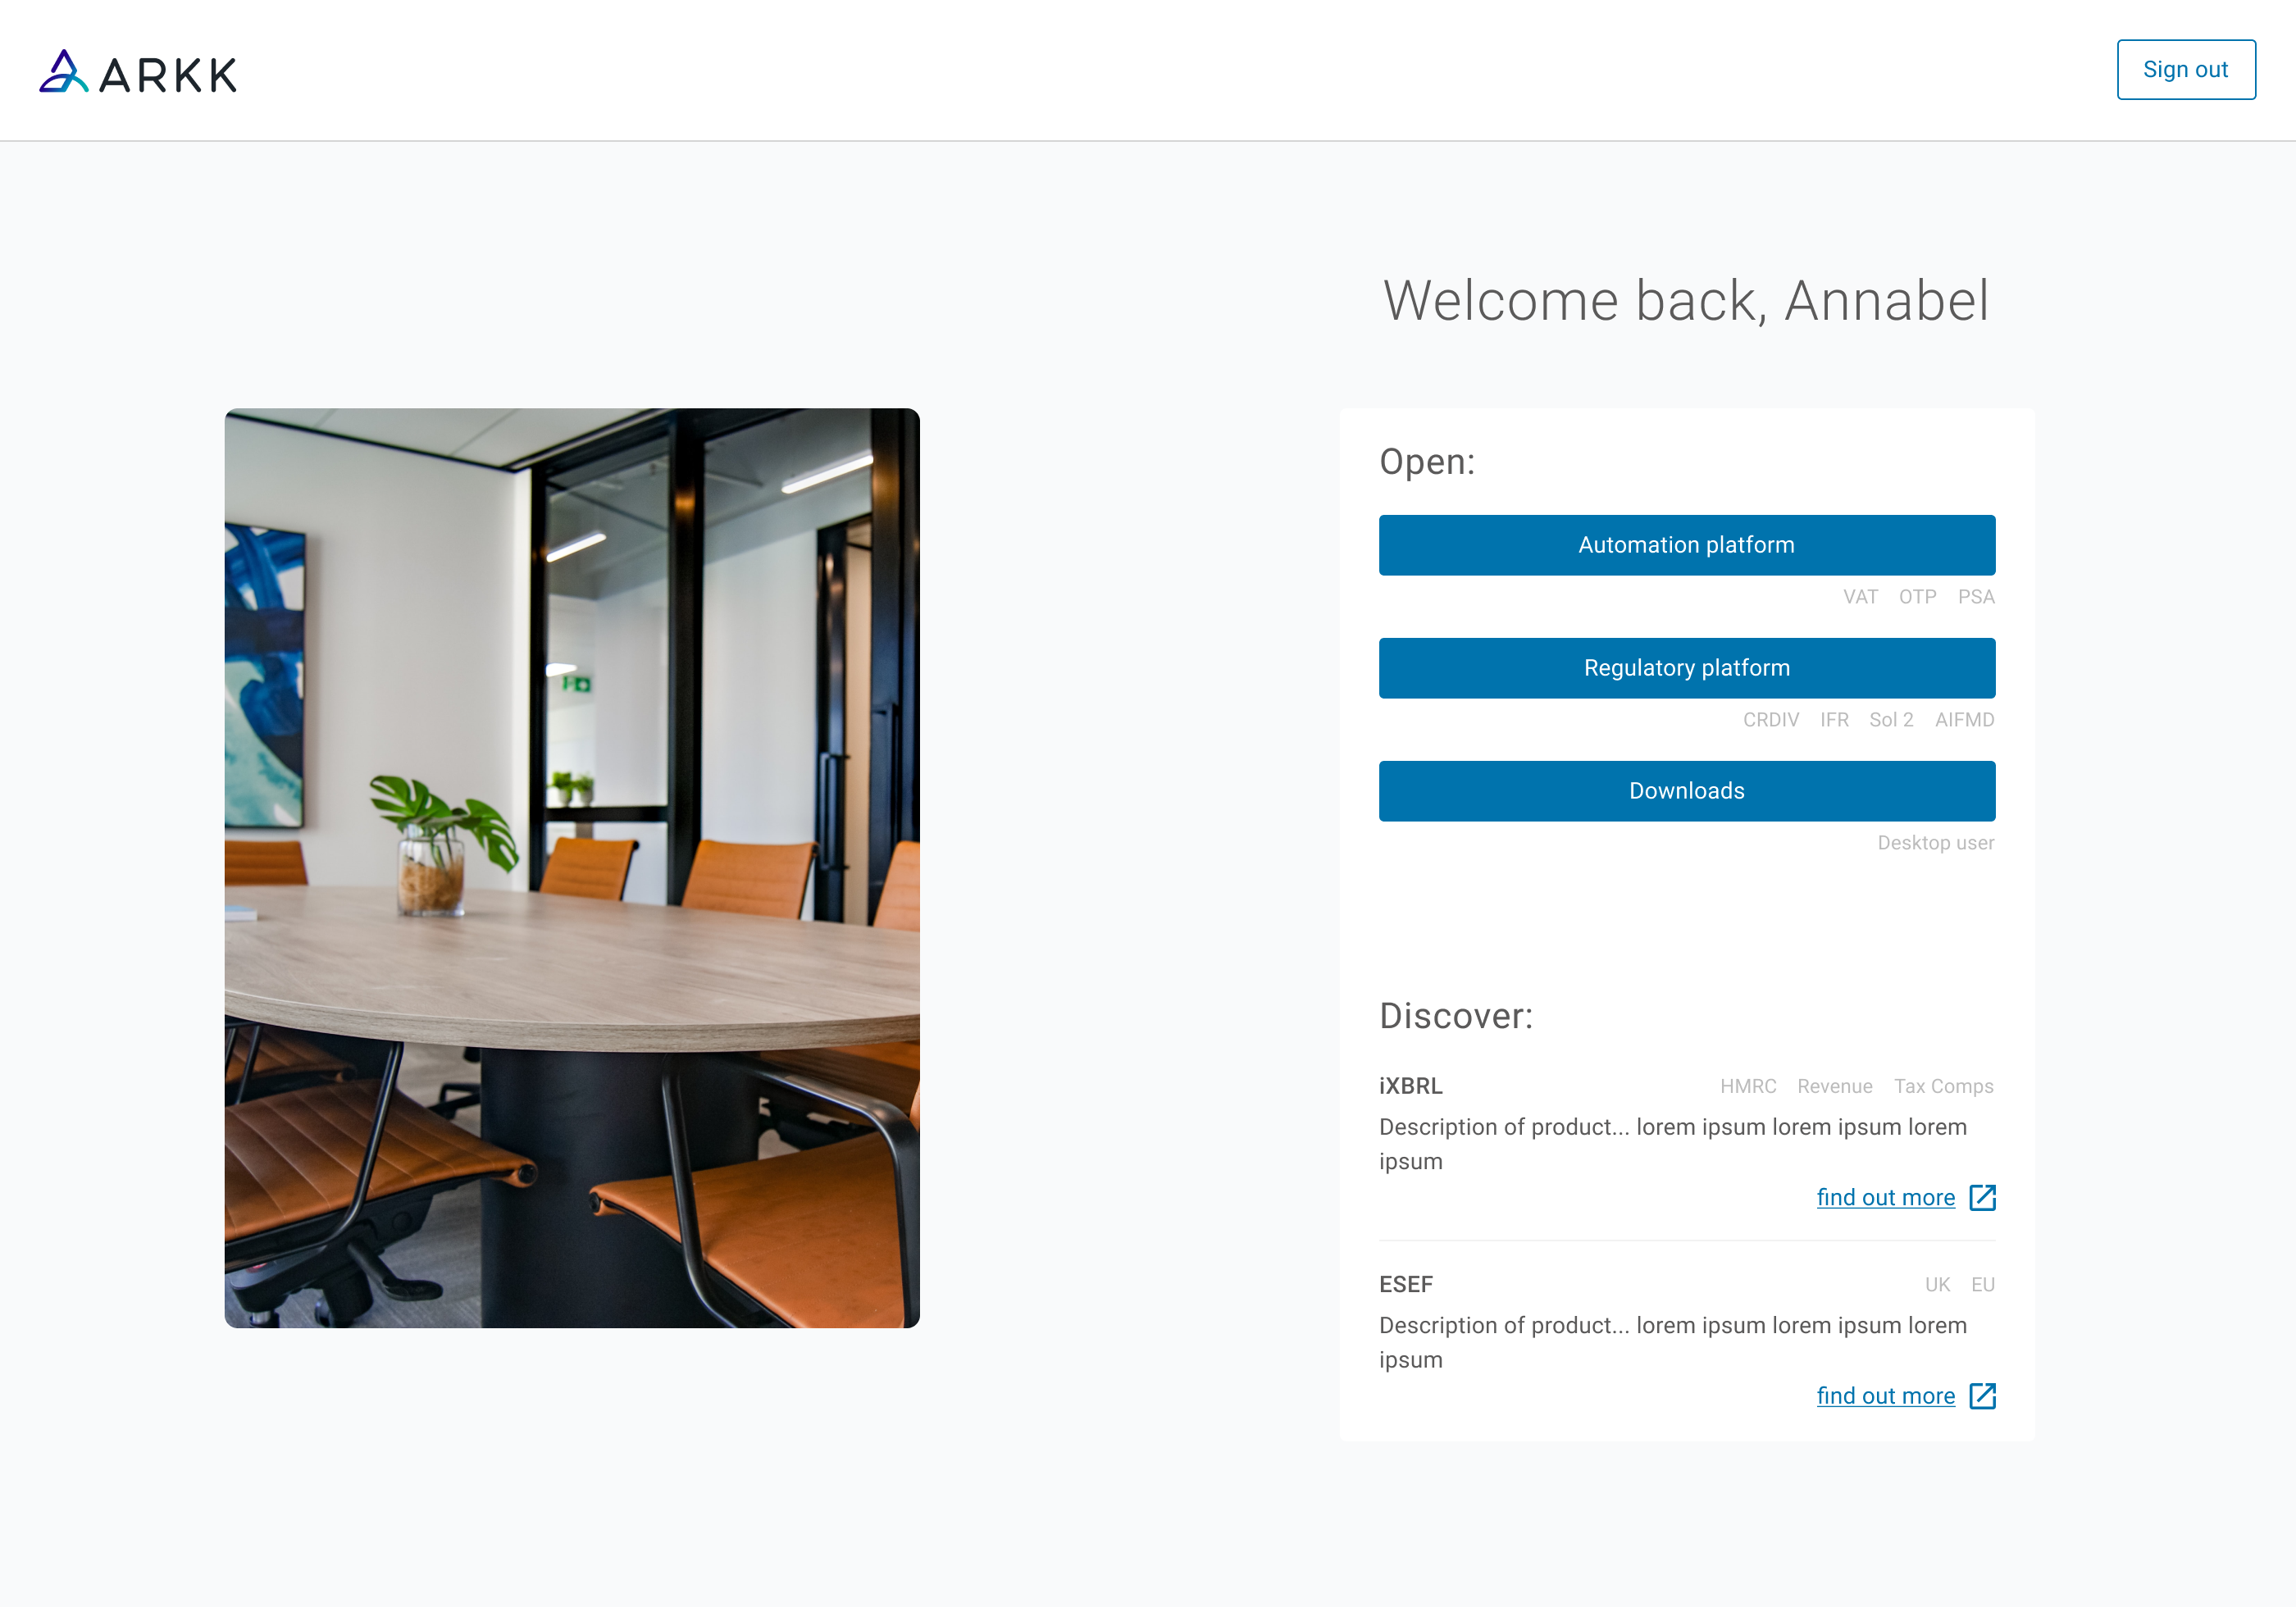 ARKK
Sign out
Welcome back, Annabel
Open:
Automation platform
VAT OTP PSA
Regulatory platform
CRDIV IFR Sol 2 AIFMD
Downloads
Desktop user
Discover:
iXBRL HMRC Revenue Tax Comps
Description of product... lorem ipsum lorem ipsum lorem
ipsum
find out more
ESEF UK EU
Description of product... lorem ipsum lorem ipsum lorem
ipsum
find out more